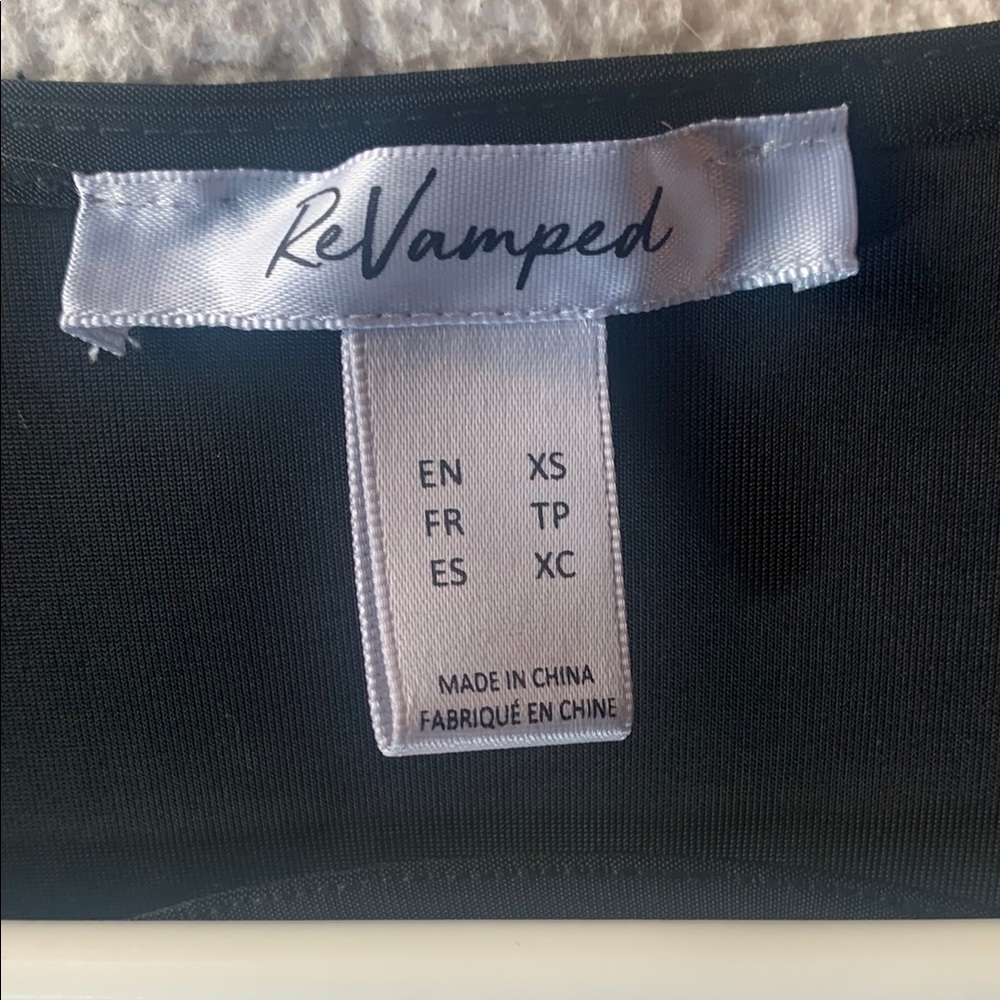 ReVamped
EN XS
FR TP
ES XC
MADE IN CHINA
FABRIQUÉ EN CHINE